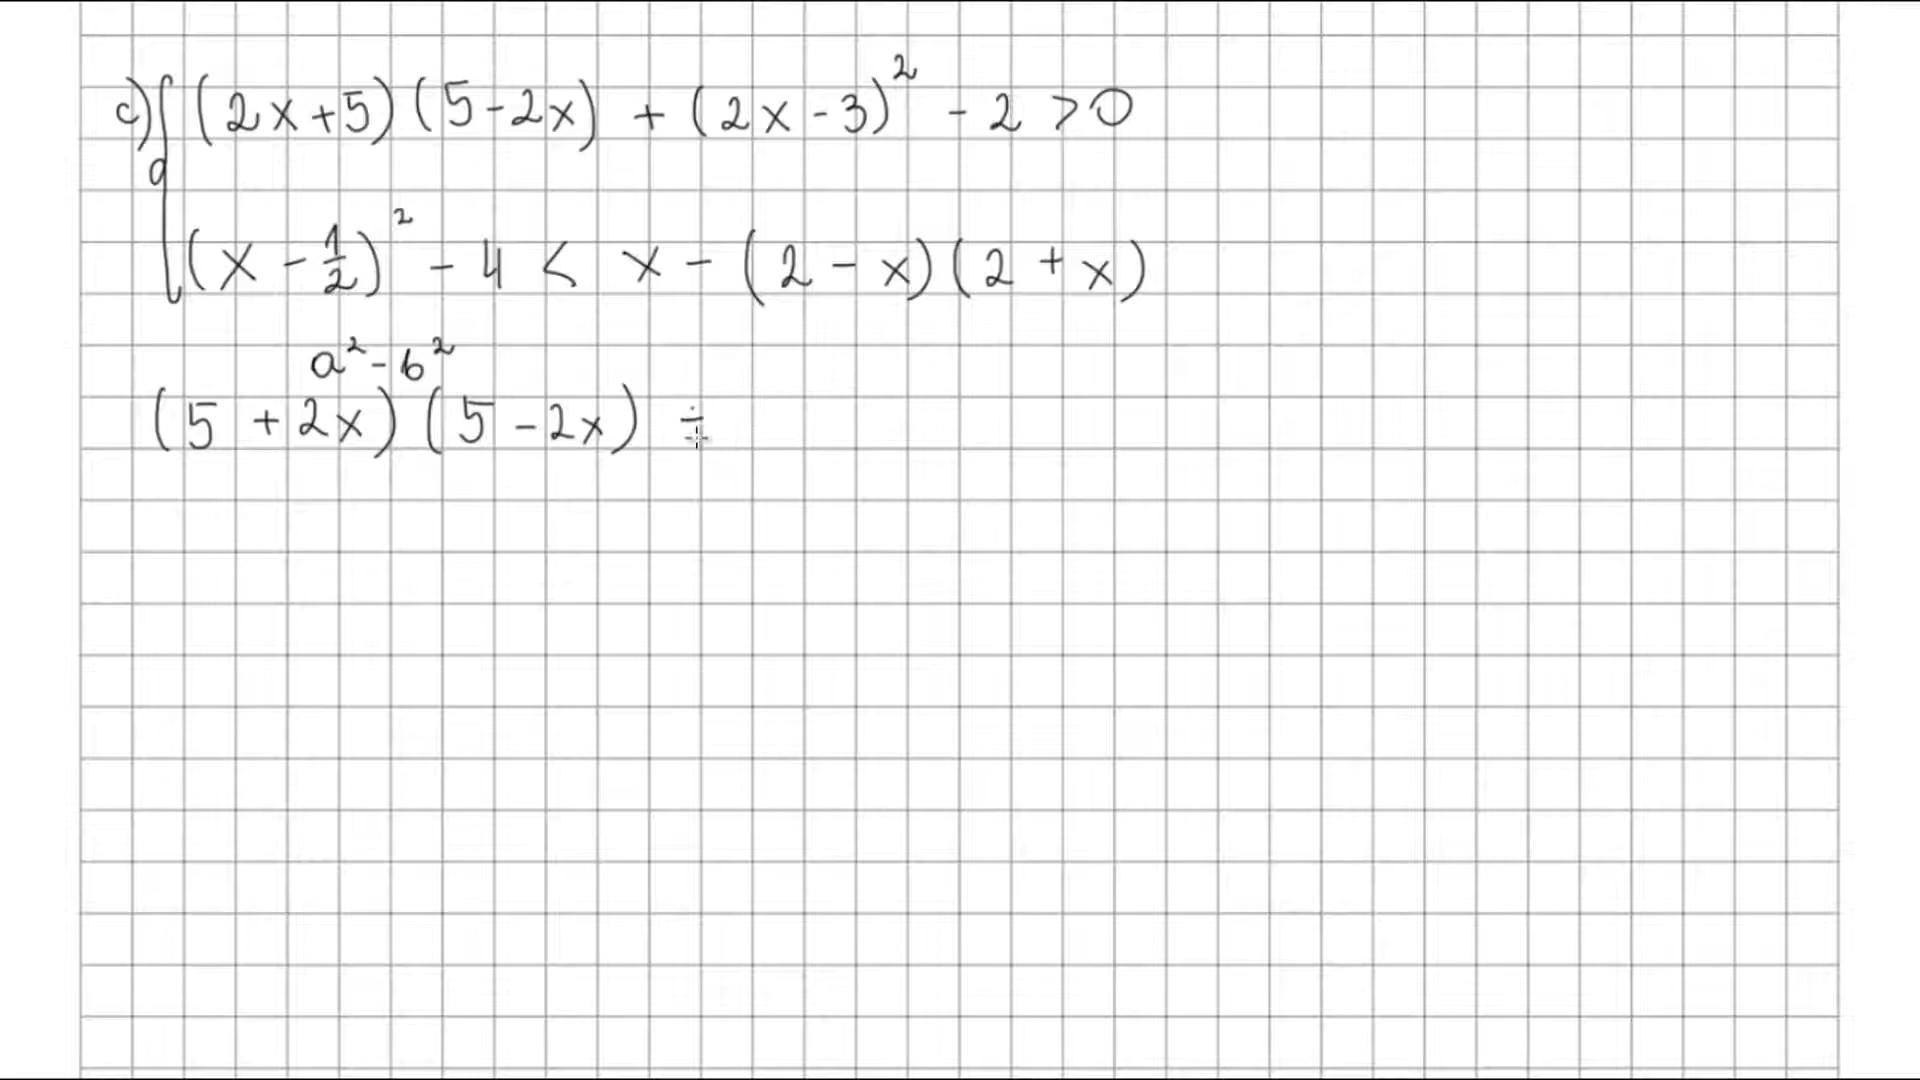 c) { (2x+5)(5-2x) + (2x-3)² - 2 > 0
(x - 1/2)² - 4 < x - (2 - x)(2 + x)
a² - b²
(5 + 2x)(5 - 2x) =